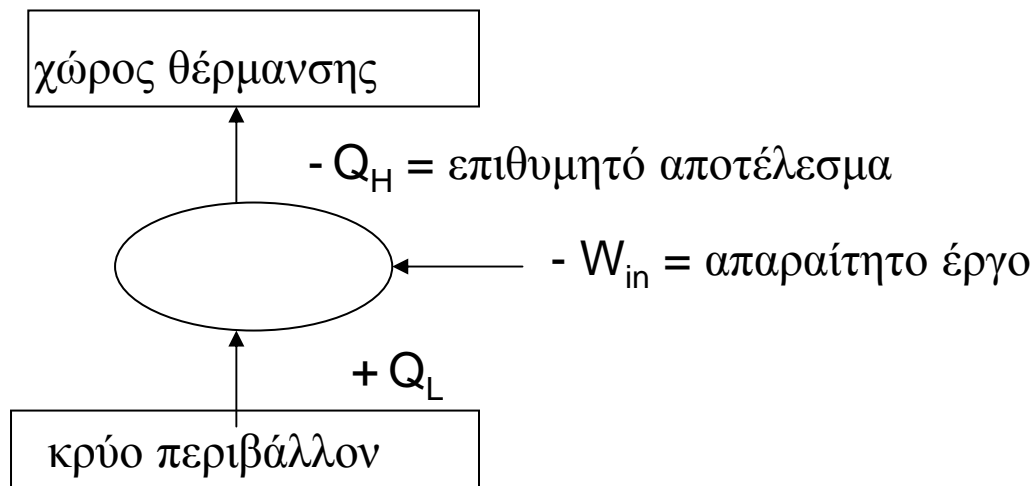 χώρος θέρμανσης
- Q_H = επιθυμητό αποτέλεσμα
- W_in = απαραίτητο έργο
+ Q_L
κρύο περιβάλλον